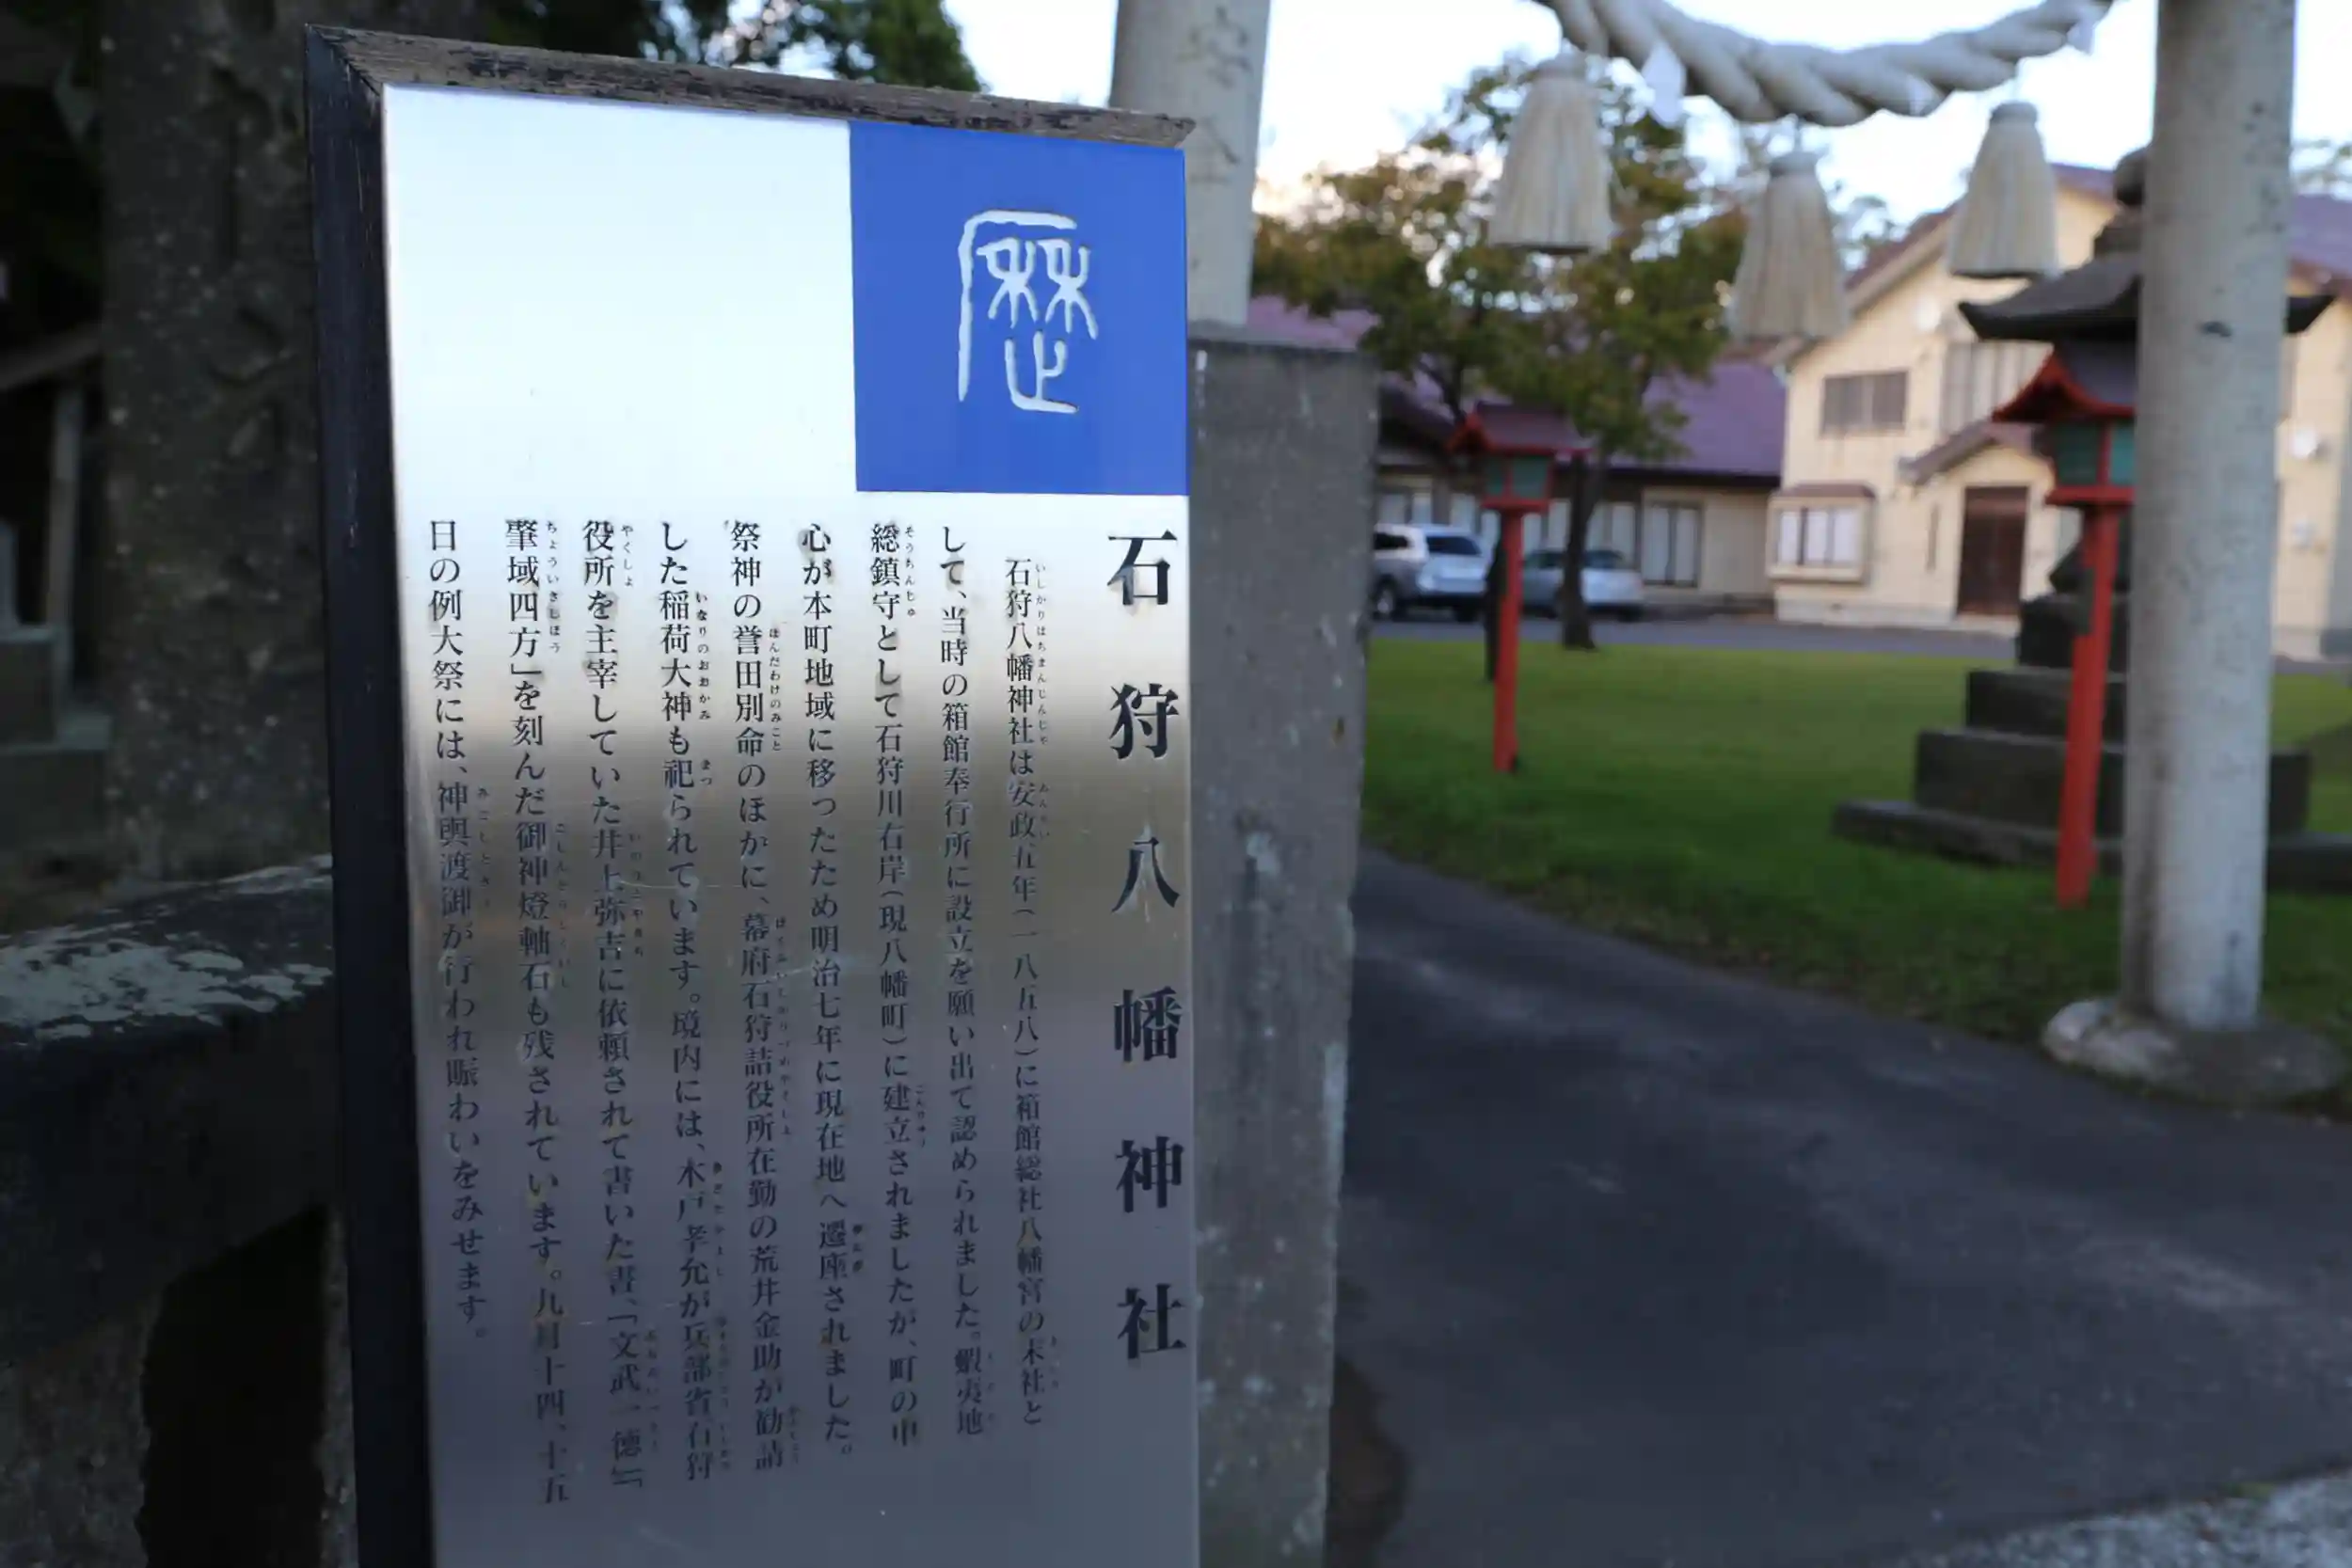 歴
石狩八幡神社
石狩八幡神社は安政五年(一八五八)に箱館総社八幡宮の末社と
して、当時の箱館奉行所に設立を願い出て認められました。蝦夷地
総鎮守として石狩川右岸(現八幡町)に建立されましたが、町の中
心が本町地域に移ったため明治七年に現在地へ遷座されました。
祭神の誉田別命のほかに、幕府石狩詰役所在勤の荒井金助が勧請
した稲荷大神も祀られています。境内には、木戸孝允が兵部省石狩
役所を主宰していた井上弥吉に依頼されて書いた書、「文武一徳」「
肇域四方」を刻んだ御神燈軸石も残されています。九月十四、十五
日の例大祭には、神輿渡御が行われ賑わいをみせます。